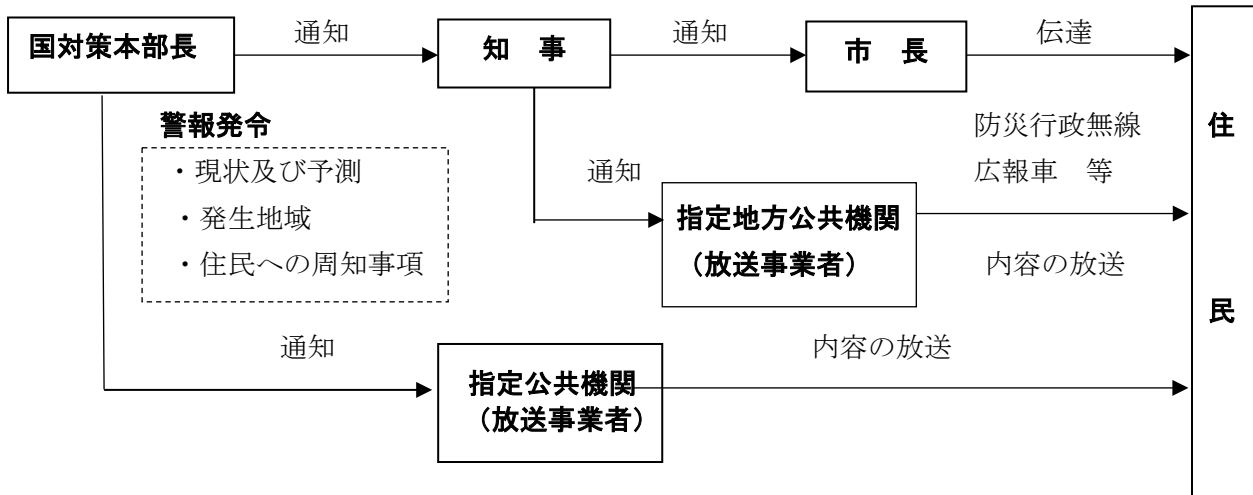 国対策本部長
通知
知　事
通知
市　長
伝達
住
民
警報発令
・現状及び予測
・発生地域
・住民への周知事項
防災行政無線
広報車　等
通知
指定地方公共機関
（放送事業者）
内容の放送
通知
指定公共機関
（放送事業者）
内容の放送